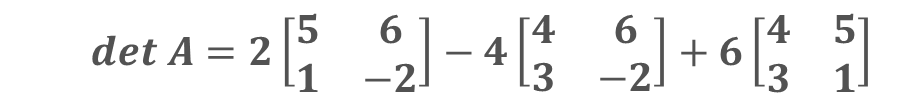 det A = 2 [5 6; 1 −2] − 4 [4 6; 3 −2] + 6 [4 5; 3 1]